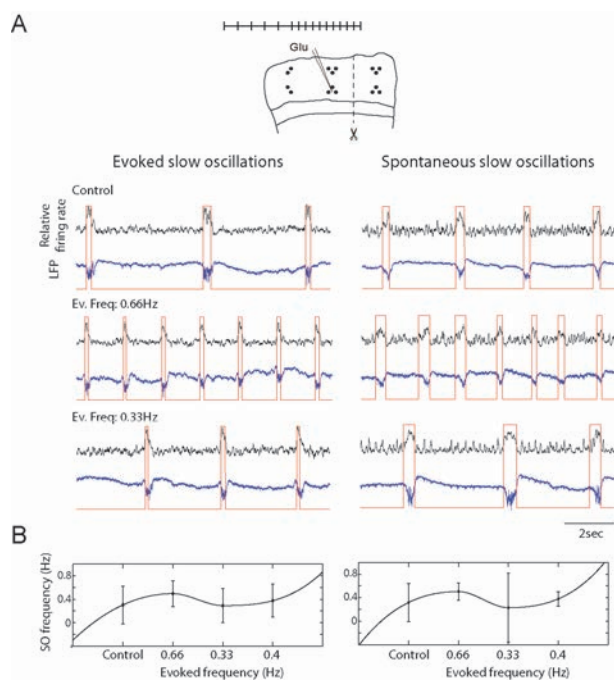 A
Glu
Evoked slow oscillations
Spontaneous slow oscillations
Control
Relative
firing rate
LFP
Ev. Freq: 0.66Hz
Ev. Freq: 0.33Hz
2sec
B
SO frequency (Hz)
0.8
0.4
0
Control
0.66
0.33
0.4
Evoked frequency (Hz)
0.8
0.4
0
Control
0.66
0.33
0.4
Evoked frequency (Hz)